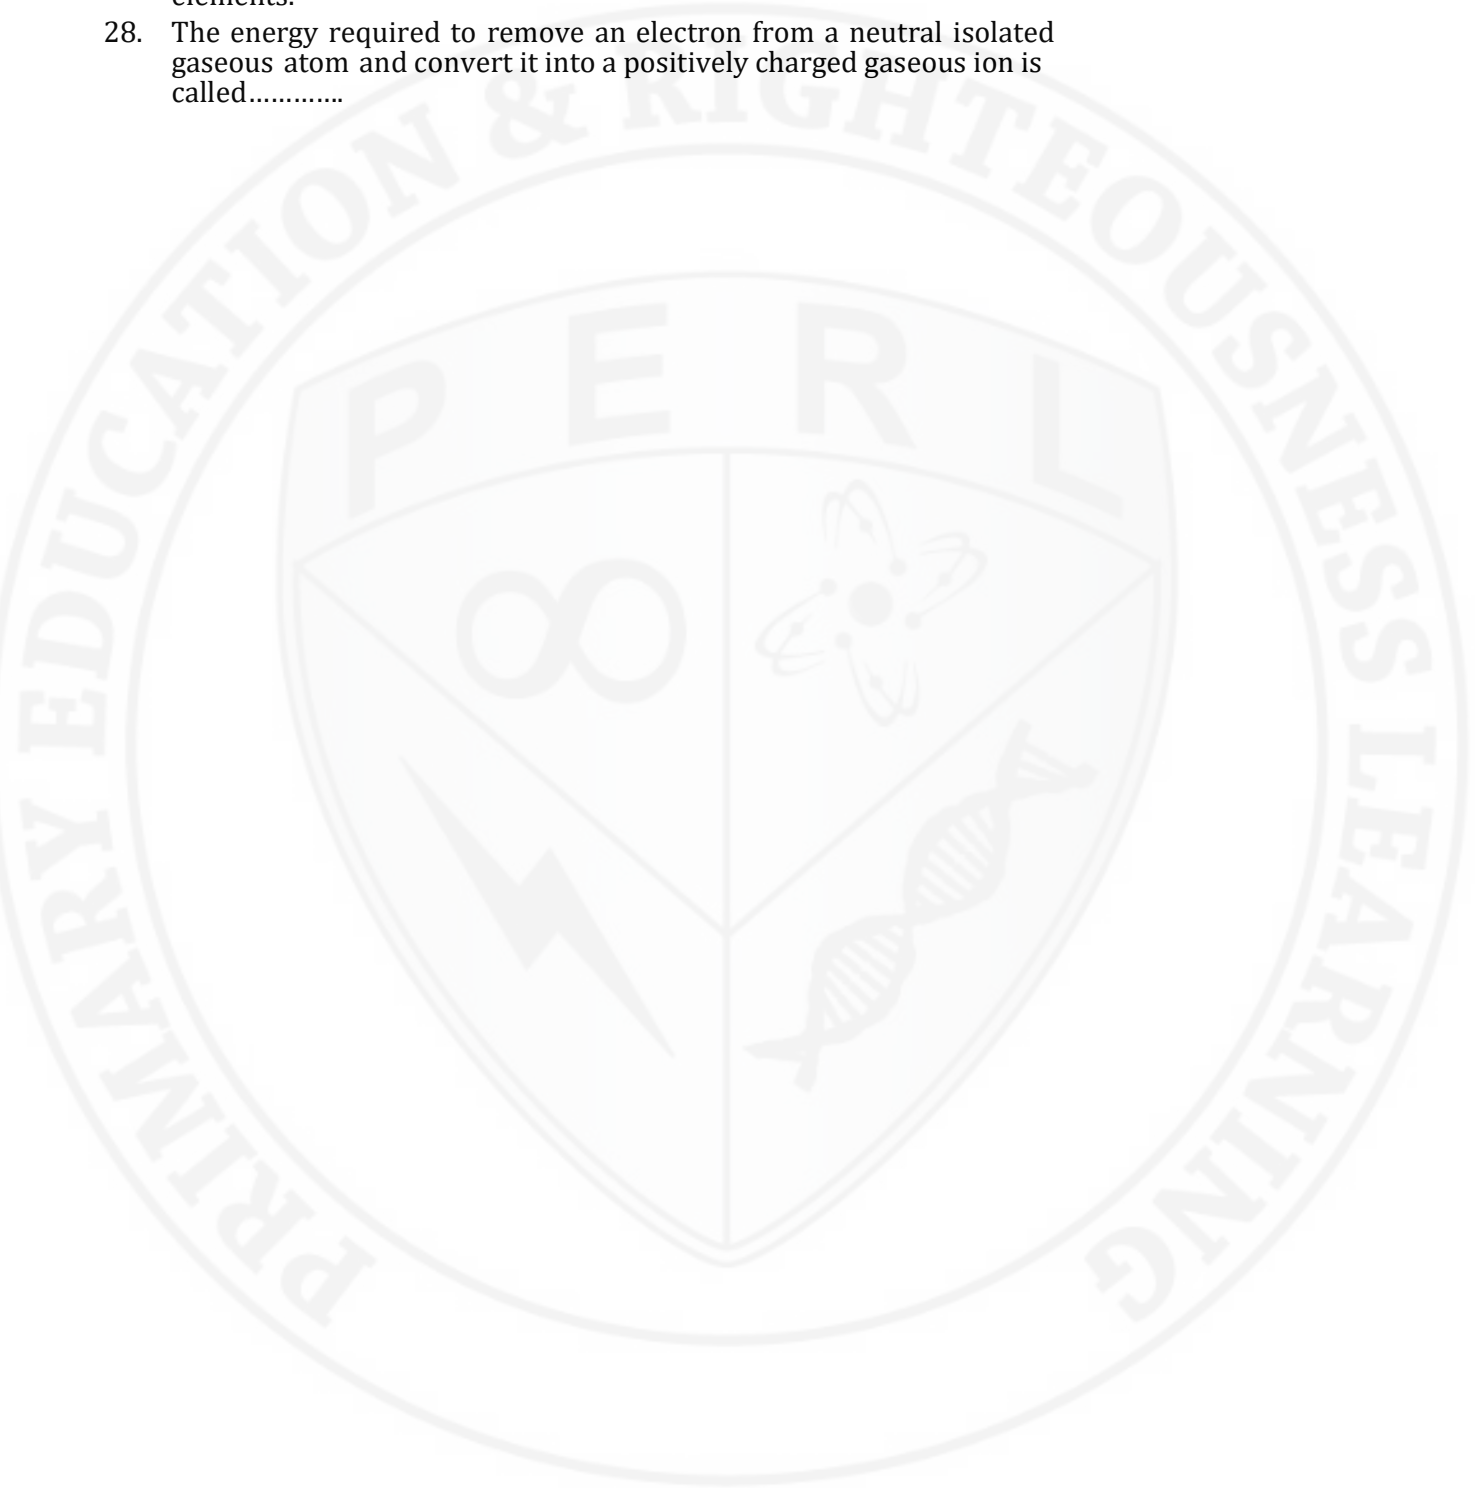 elements.
28. The energy required to remove an electron from a neutral isolated
gaseous atom and convert it into a positively charged gaseous ion is
called.............
PRIMARY EDUCATION & RIGHTEOUSNESS LEARNING
P E R L